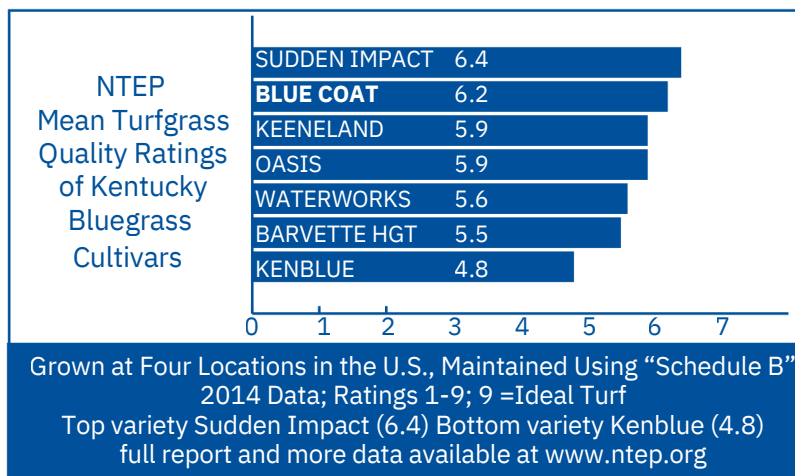 NTEP
Mean Turfgrass
Quality Ratings
of Kentucky
Bluegrass
Cultivars
SUDDEN IMPACT 6.4
BLUE COAT 6.2
KEENELAND 5.9
OASIS 5.9
WATERWORKS 5.6
BARVETTE HGT 5.5
KENBLUE 4.8
0 1 2 3 4 5 6 7
Grown at Four Locations in the U.S., Maintained Using “Schedule B”
2014 Data; Ratings 1-9; 9 =Ideal Turf
Top variety Sudden Impact (6.4) Bottom variety Kenblue (4.8)
full report and more data available at www.ntep.org